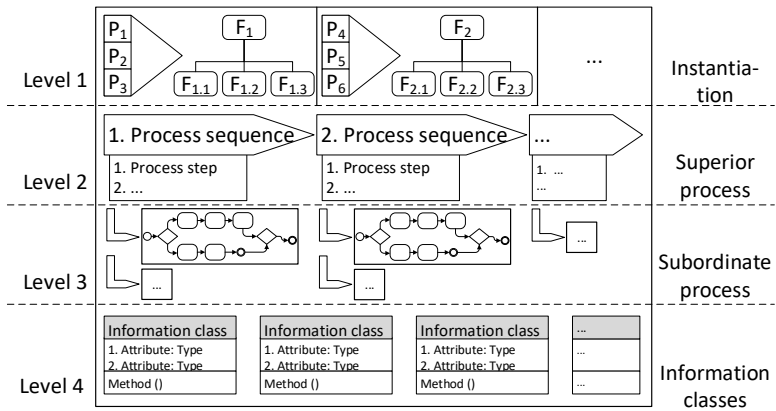 P1
P2
P3
F1
F1.1 F1.2 F1.3
P4
P5
P6
F2
F2.1 F2.2 F2.3
...
Level 1
Instantia-
tion
1. Process sequence
2. Process sequence
...
1. Process step
2. ...
1. Process step
2. ...
1. ...
...
Level 2
Superior
process
...
...
...
Level 3
Subordinate
process
Information class
1. Attribute: Type
2. Attribute: Type
Method ()
Information class
1. Attribute: Type
2. Attribute: Type
Method ()
Information class
1. Attribute: Type
2. Attribute: Type
Method ()
...
...
...
Level 4
Information
classes